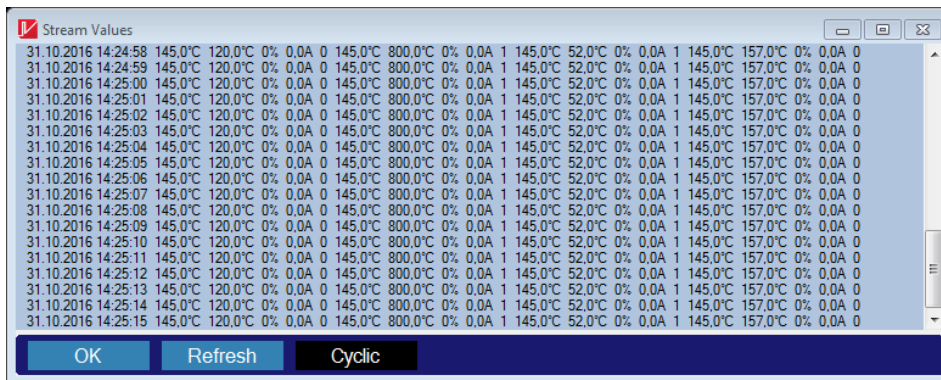 Stream Values
31.10.2016 14:24:58 145,0°C 120,0°C 0% 0,0A 0 145,0°C 800,0°C 0% 0,0A 1 145,0°C 52,0°C 0% 0,0A 1 145,0°C 157,0°C 0% 0,0A 0
31.10.2016 14:24:59 145,0°C 120,0°C 0% 0,0A 0 145,0°C 800,0°C 0% 0,0A 1 145,0°C 52,0°C 0% 0,0A 1 145,0°C 157,0°C 0% 0,0A 0
31.10.2016 14:25:00 145,0°C 120,0°C 0% 0,0A 0 145,0°C 800,0°C 0% 0,0A 1 145,0°C 52,0°C 0% 0,0A 1 145,0°C 157,0°C 0% 0,0A 0
31.10.2016 14:25:01 145,0°C 120,0°C 0% 0,0A 0 145,0°C 800,0°C 0% 0,0A 1 145,0°C 52,0°C 0% 0,0A 1 145,0°C 157,0°C 0% 0,0A 0
31.10.2016 14:25:02 145,0°C 120,0°C 0% 0,0A 0 145,0°C 800,0°C 0% 0,0A 1 145,0°C 52,0°C 0% 0,0A 1 145,0°C 157,0°C 0% 0,0A 0
31.10.2016 14:25:03 145,0°C 120,0°C 0% 0,0A 0 145,0°C 800,0°C 0% 0,0A 1 145,0°C 52,0°C 0% 0,0A 1 145,0°C 157,0°C 0% 0,0A 0
31.10.2016 14:25:04 145,0°C 120,0°C 0% 0,0A 0 145,0°C 800,0°C 0% 0,0A 1 145,0°C 52,0°C 0% 0,0A 1 145,0°C 157,0°C 0% 0,0A 0
31.10.2016 14:25:05 145,0°C 120,0°C 0% 0,0A 0 145,0°C 800,0°C 0% 0,0A 1 145,0°C 52,0°C 0% 0,0A 1 145,0°C 157,0°C 0% 0,0A 0
31.10.2016 14:25:06 145,0°C 120,0°C 0% 0,0A 0 145,0°C 800,0°C 0% 0,0A 1 145,0°C 52,0°C 0% 0,0A 1 145,0°C 157,0°C 0% 0,0A 0
31.10.2016 14:25:07 145,0°C 120,0°C 0% 0,0A 0 145,0°C 800,0°C 0% 0,0A 1 145,0°C 52,0°C 0% 0,0A 1 145,0°C 157,0°C 0% 0,0A 0
31.10.2016 14:25:08 145,0°C 120,0°C 0% 0,0A 0 145,0°C 800,0°C 0% 0,0A 1 145,0°C 52,0°C 0% 0,0A 1 145,0°C 157,0°C 0% 0,0A 0
31.10.2016 14:25:09 145,0°C 120,0°C 0% 0,0A 0 145,0°C 800,0°C 0% 0,0A 1 145,0°C 52,0°C 0% 0,0A 1 145,0°C 157,0°C 0% 0,0A 0
31.10.2016 14:25:10 145,0°C 120,0°C 0% 0,0A 0 145,0°C 800,0°C 0% 0,0A 1 145,0°C 52,0°C 0% 0,0A 1 145,0°C 157,0°C 0% 0,0A 0
31.10.2016 14:25:11 145,0°C 120,0°C 0% 0,0A 0 145,0°C 800,0°C 0% 0,0A 1 145,0°C 52,0°C 0% 0,0A 1 145,0°C 157,0°C 0% 0,0A 0
31.10.2016 14:25:12 145,0°C 120,0°C 0% 0,0A 0 145,0°C 800,0°C 0% 0,0A 1 145,0°C 52,0°C 0% 0,0A 1 145,0°C 157,0°C 0% 0,0A 0
31.10.2016 14:25:13 145,0°C 120,0°C 0% 0,0A 0 145,0°C 800,0°C 0% 0,0A 1 145,0°C 52,0°C 0% 0,0A 1 145,0°C 157,0°C 0% 0,0A 0
31.10.2016 14:25:14 145,0°C 120,0°C 0% 0,0A 0 145,0°C 800,0°C 0% 0,0A 1 145,0°C 52,0°C 0% 0,0A 1 145,0°C 157,0°C 0% 0,0A 0
31.10.2016 14:25:15 145,0°C 120,0°C 0% 0,0A 0 145,0°C 800,0°C 0% 0,0A 1 145,0°C 52,0°C 0% 0,0A 1 145,0°C 157,0°C 0% 0,0A 0
OK Refresh Cyclic